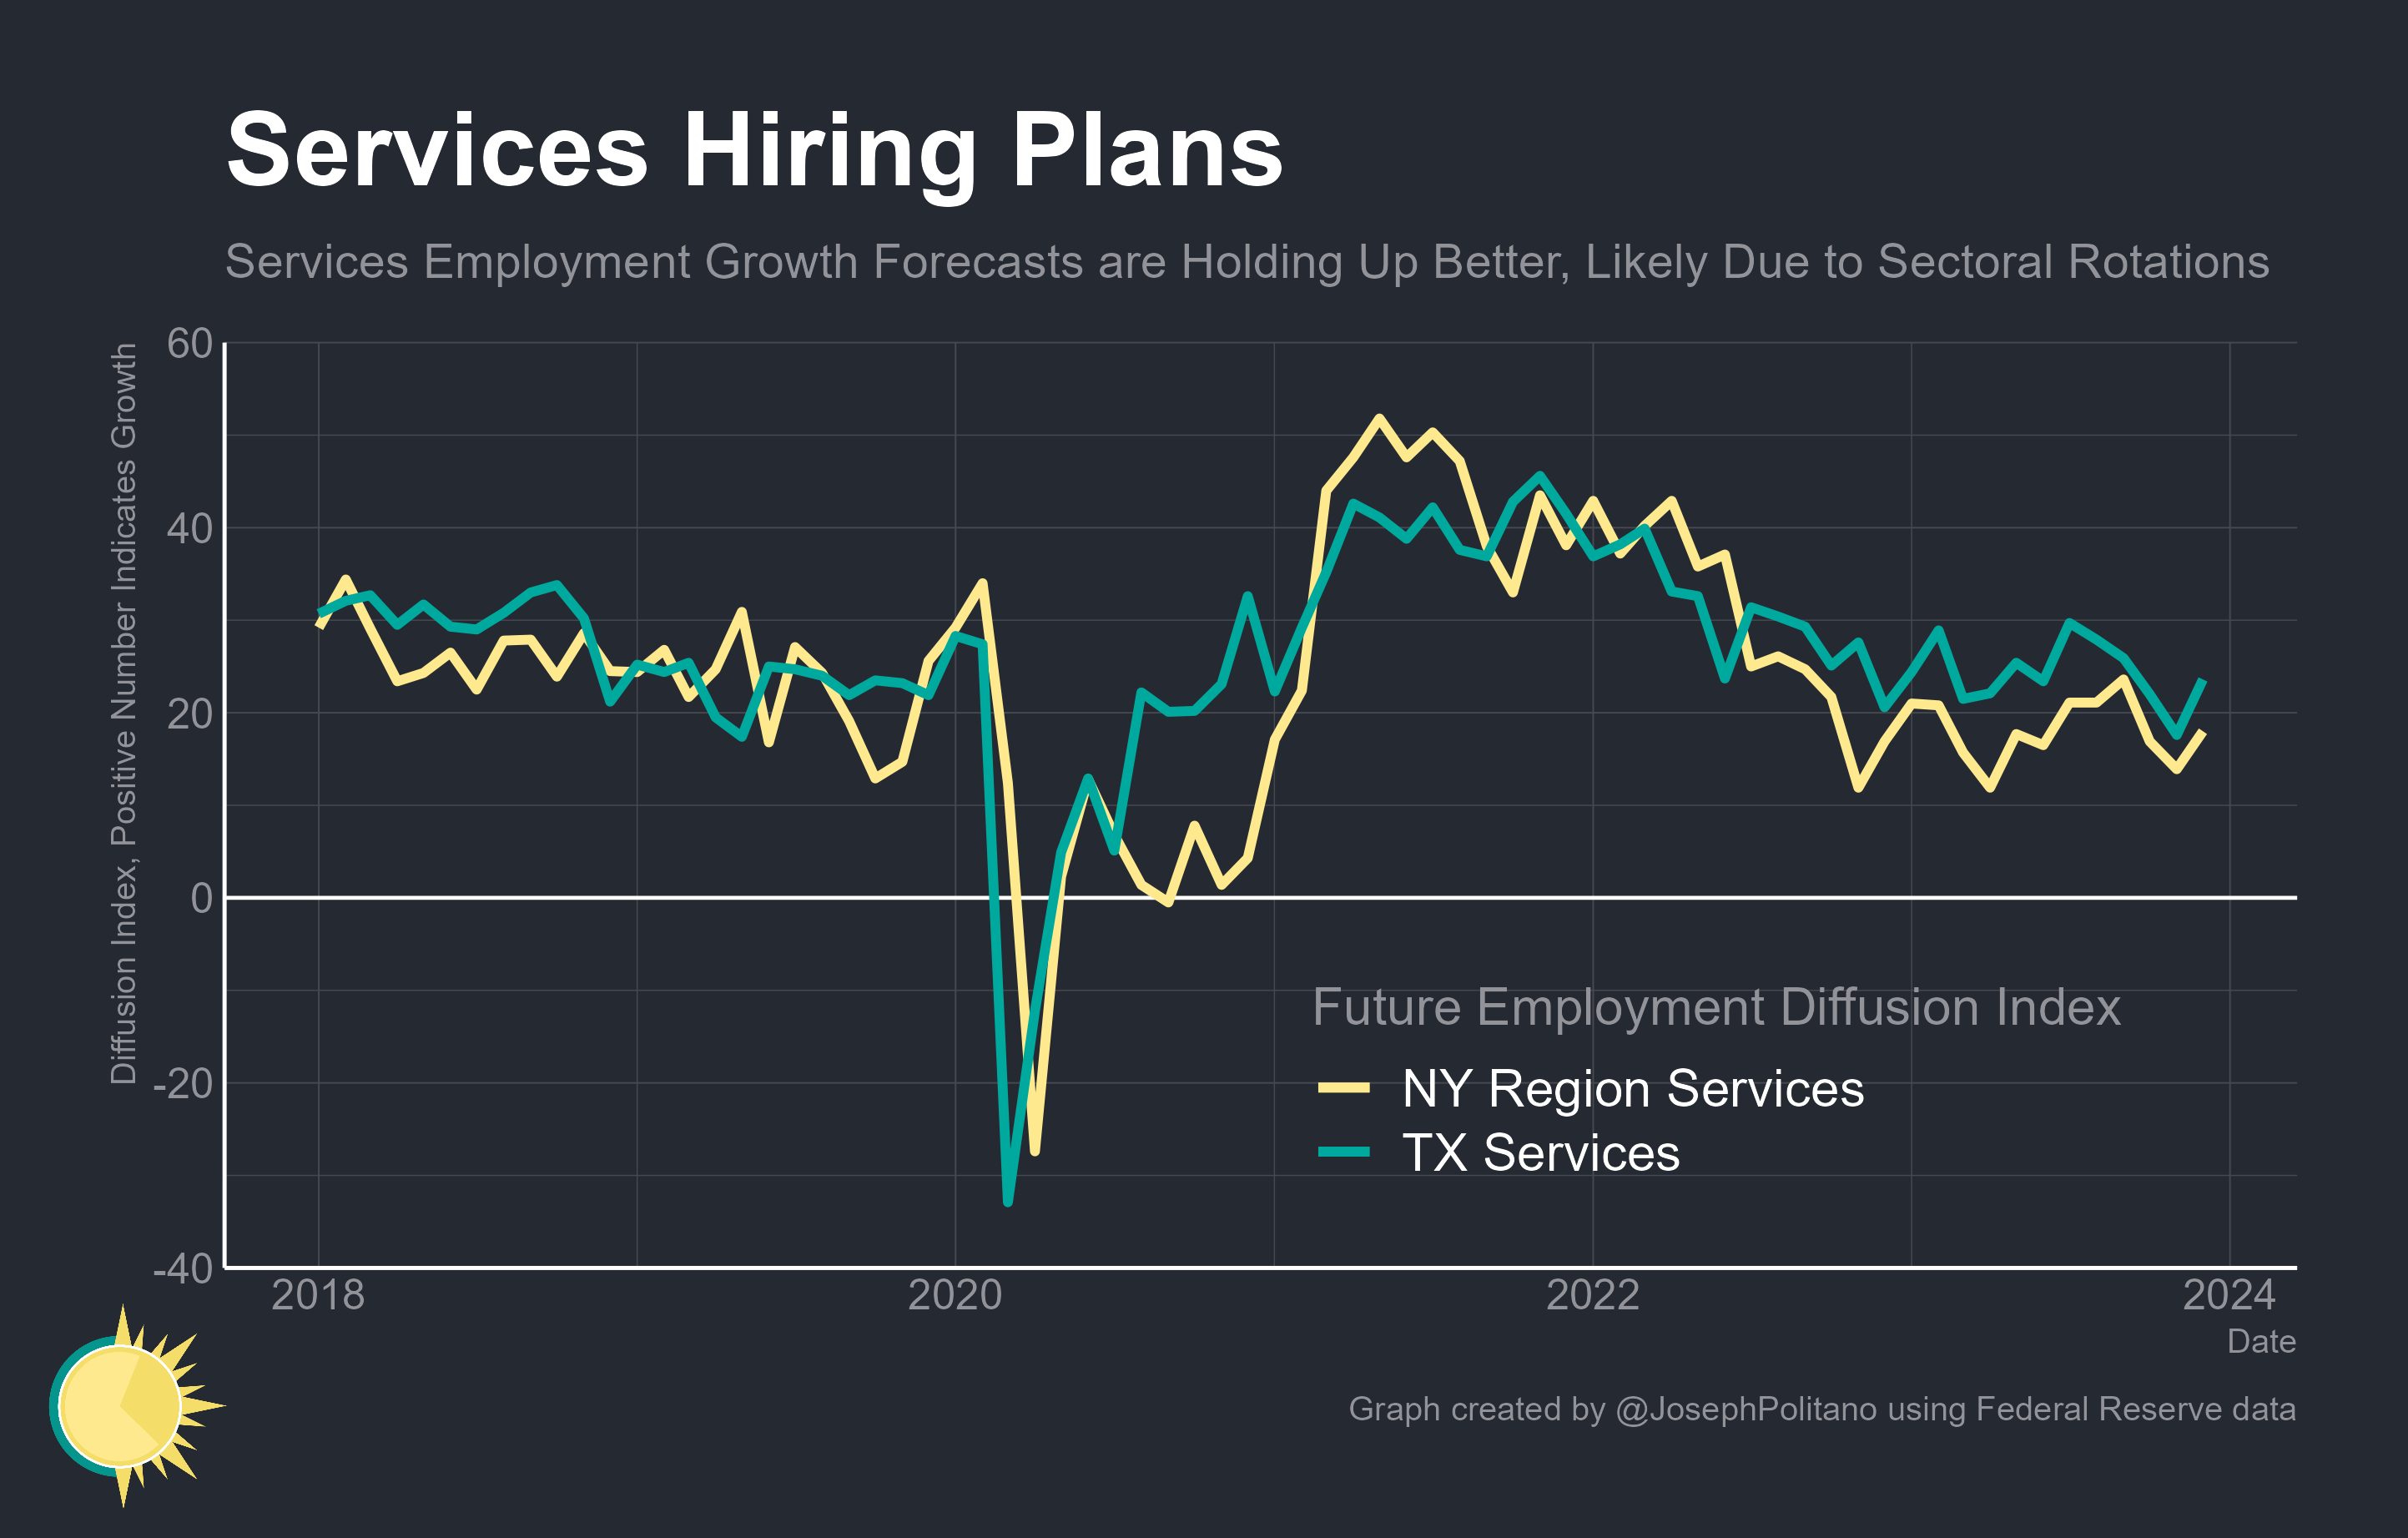 Services Hiring Plans
Services Employment Growth Forecasts are Holding Up Better, Likely Due to Sectoral Rotations
Diffusion Index, Positive Number Indicates Growth
60
40
20
0
-20
-40
Future Employment Diffusion Index
NY Region Services
TX Services
2018
2020
2022
2024
Date
Graph created by @JosephPolitano using Federal Reserve data